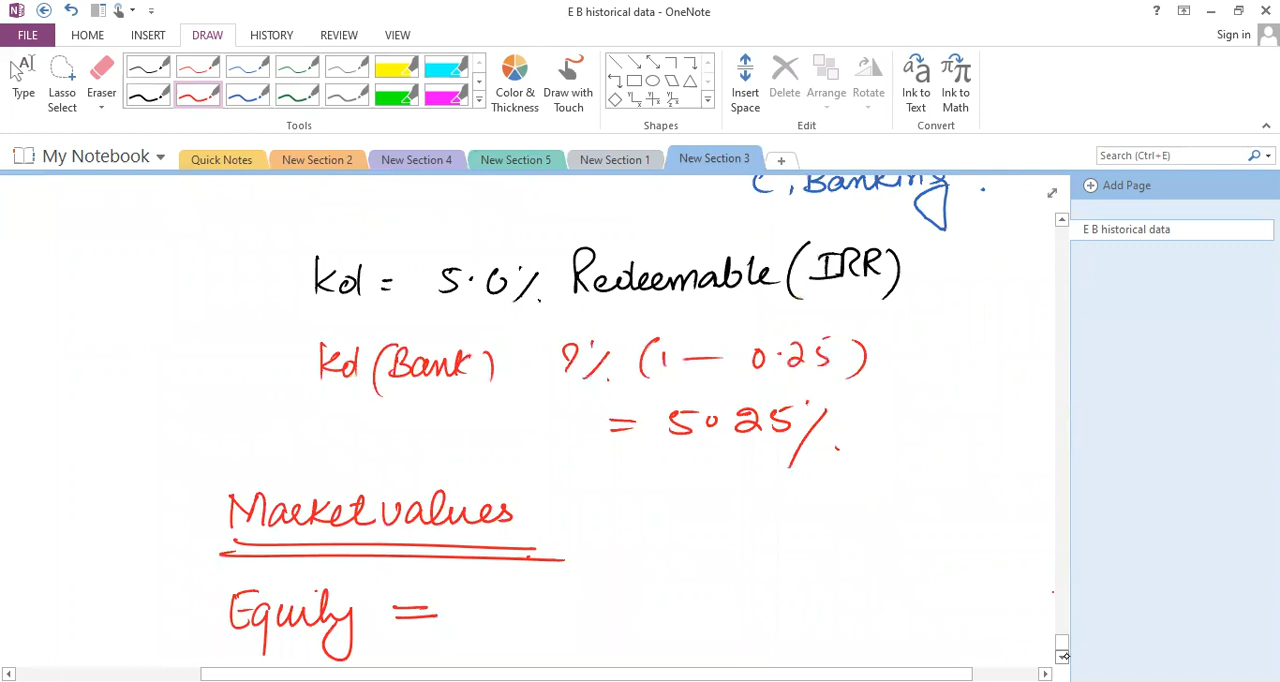 E B historical data - OneNote
Sign in
FILE HOME INSERT DRAW HISTORY REVIEW VIEW
Type
Lasso Select
Eraser
Color & Thickness
Draw with Touch
Insert Space
Delete
Arrange
Rotate
Ink to Text
Ink to Math
Tools Shapes Edit Convert
My Notebook Quick Notes New Section 2 New Section 4 New Section 5 New Section 1 New Section 3
Search (Ctrl+E)
Add Page
E B historical data
C, Banking.
Kd = 5.0% Redeemable (IRR)
Kd (Bank) 7% (1 - 0.25)
= 5.25%.
Market values
Equity =